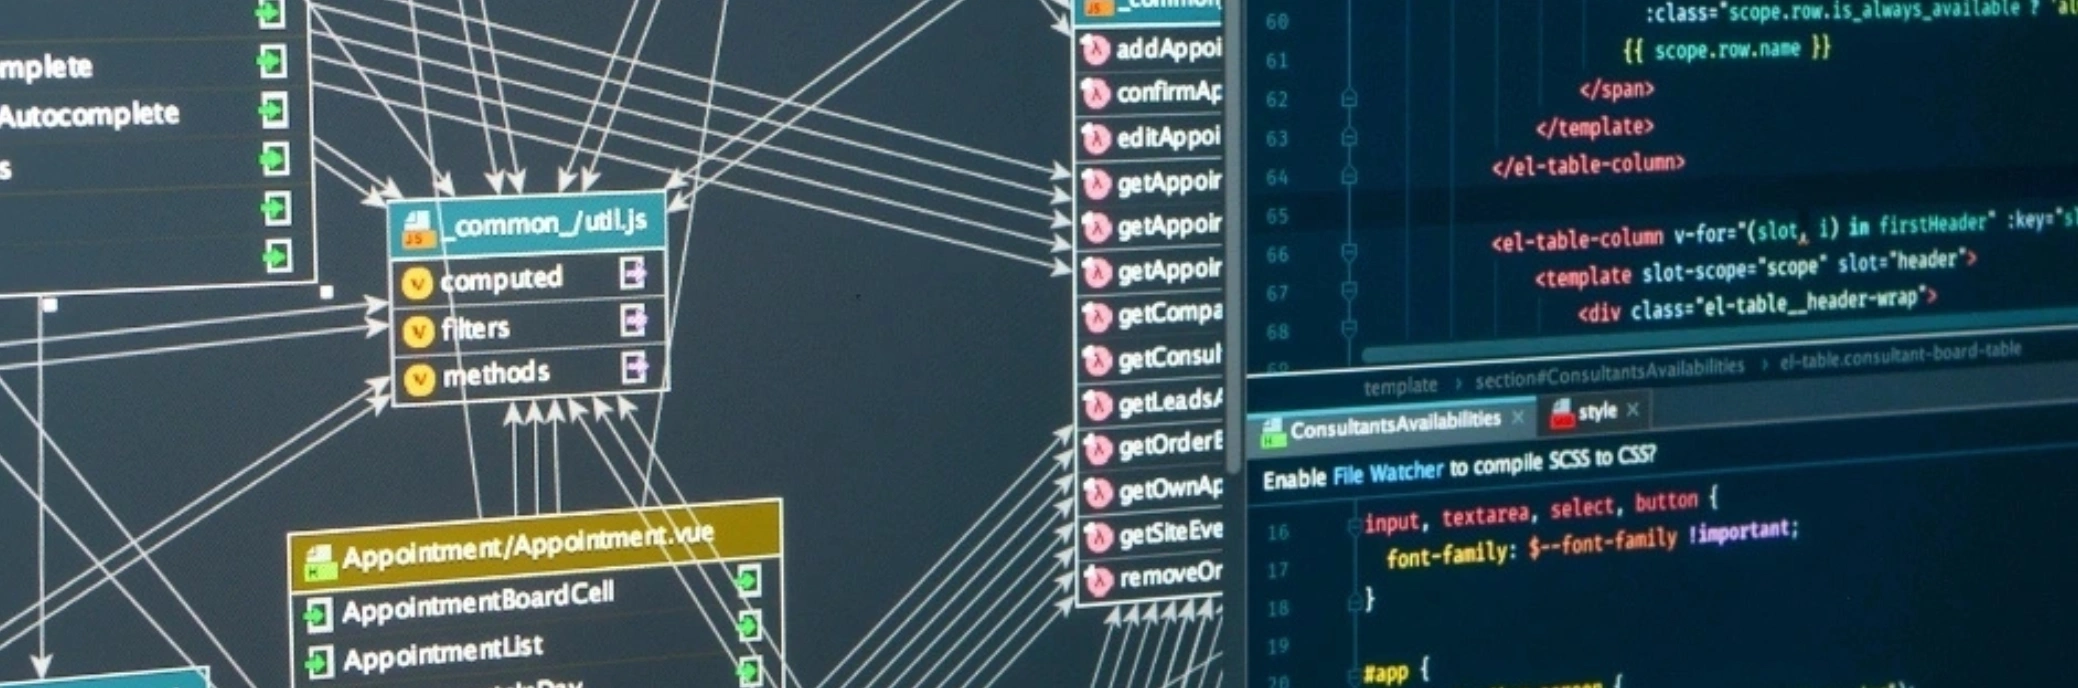 mplete
Autocomplete
s
_common_/util.js
computed
filters
methods
Appointment/Appointment.vue
AppointmentBoardCell
AppointmentList
_common
addAppoi
confirmAp
editAppoi
getAppoir
getAppoir
getAppoir
getCompa
getConsul
getLeadsA
getOrderE
getOwnAp
getSiteEve
removeOr
60 :class="scope.row.is_always_available ? 'al
61 {{ scope.row.name }}
62 </span>
63 </template>
64 </el-table-column>
65
66 <el-table-column v-for="(slot, i) in firstHeader" :key="sl
67 <template slot-scope="scope" slot="header">
68 <div class="el-table__header-wrap">
69
template › section#ConsultantsAvailabilities › el-table.consultant-board-table
ConsultantsAvailabilities × style ×
Enable File Watcher to compile SCSS to CSS?
16 input, textarea, select, button {
17 font-family: $--font-family !important;
18 }
19
20 #app {